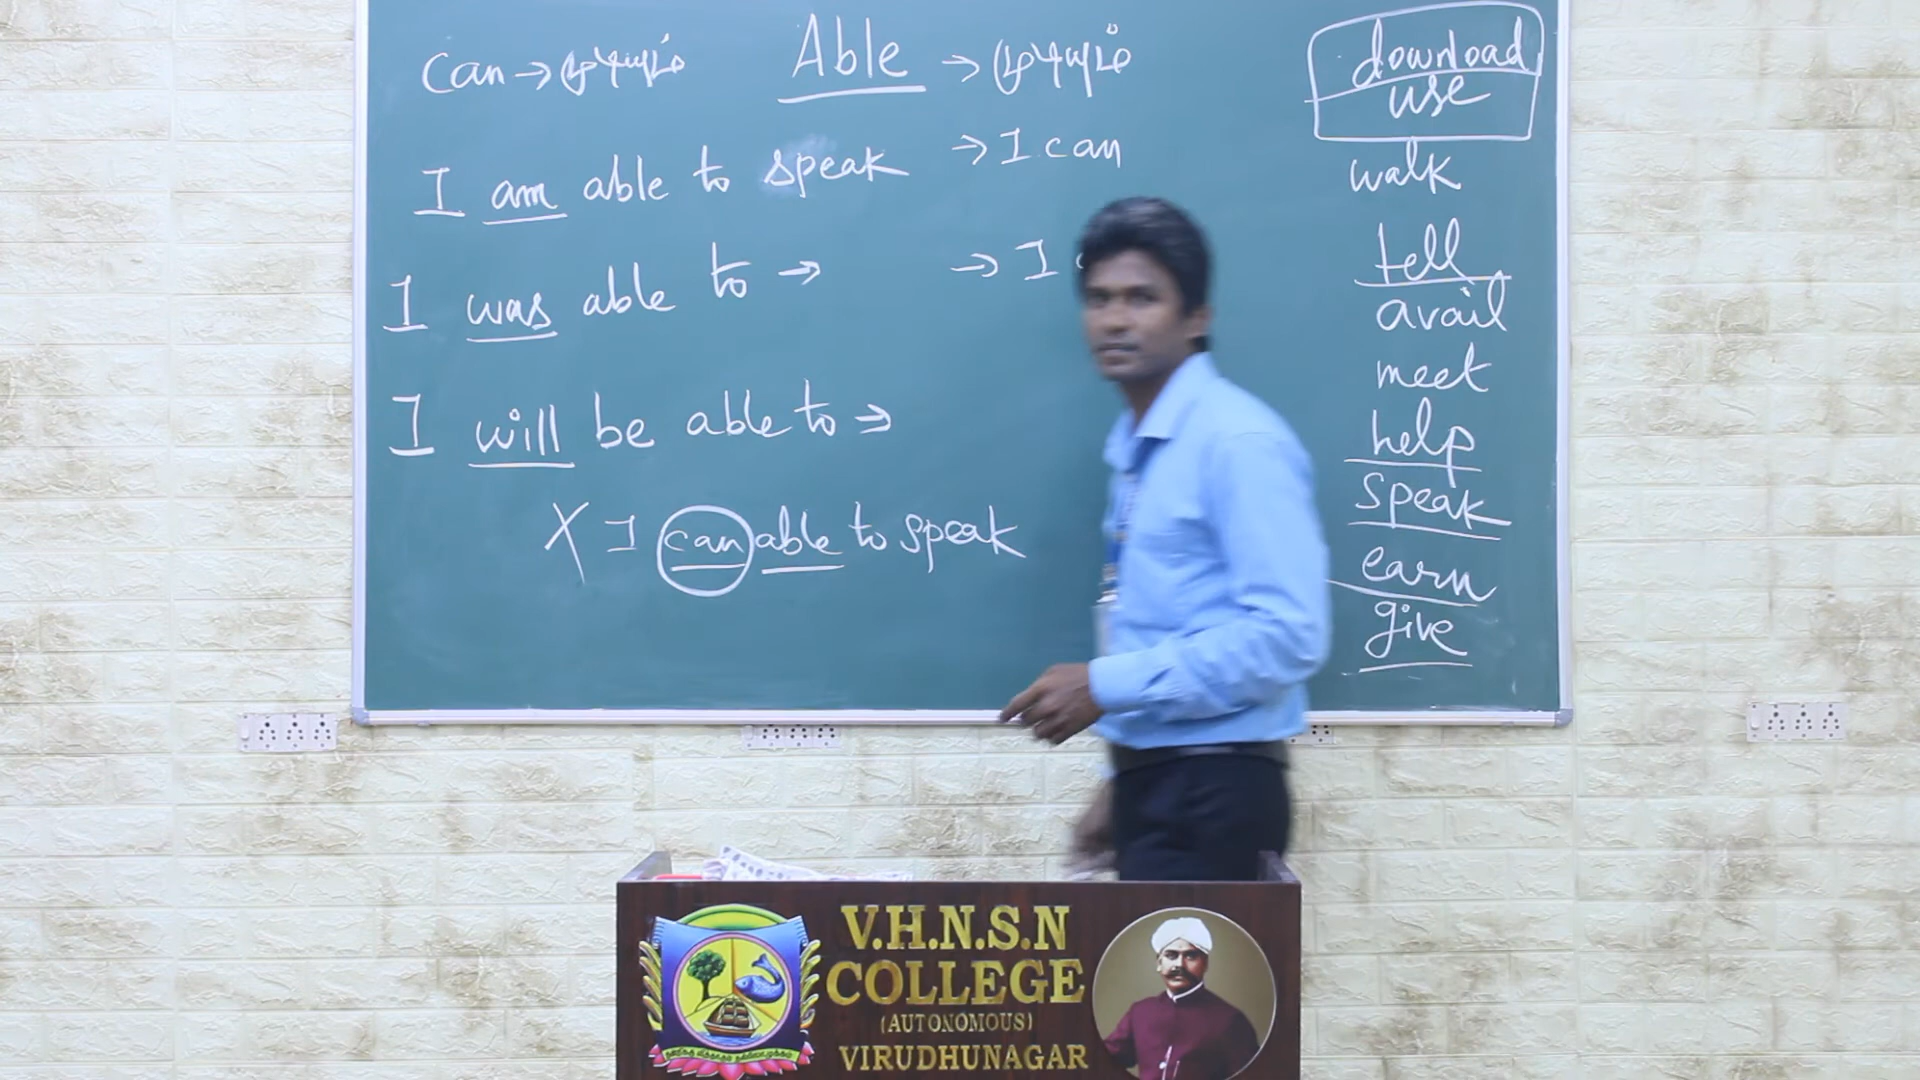 Can → முடியும்
Able → முடியும்
I am able to speak → I can
I was able to → → I
I will be able to →
X I can able to speak
download
use
walk
tell
avail
meet
help
speak
earn
give
V.H.N.S.N
COLLEGE
(AUTONOMOUS)
VIRUDHUNAGAR